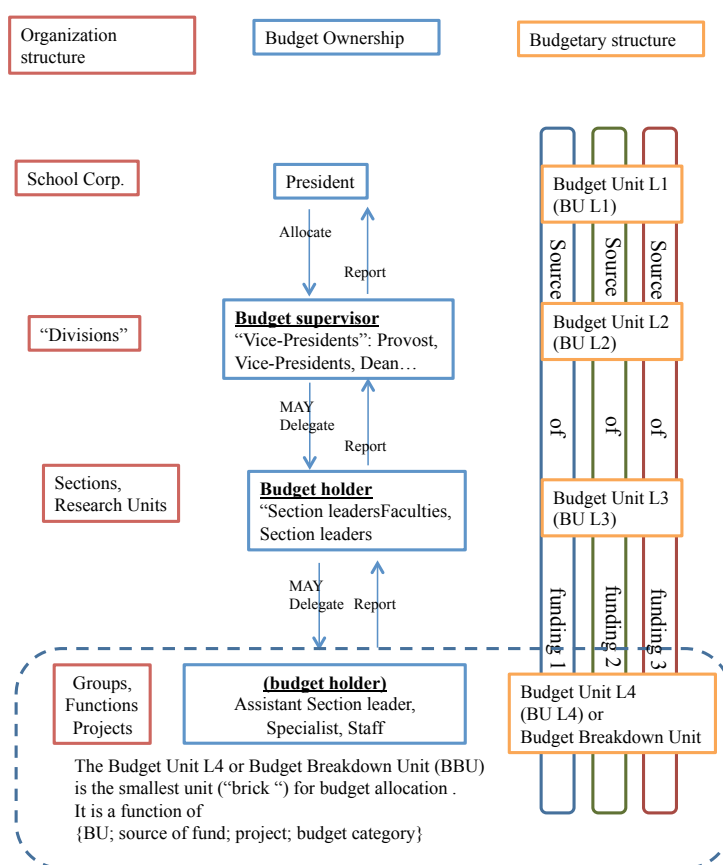 Organization
structure
Budget Ownership
Budgetary structure
School Corp.
President
Budget Unit L1
(BU L1)
Allocate
Report
Source
Source
Source
“Divisions”
Budget supervisor
“Vice-Presidents”: Provost,
Vice-Presidents, Dean…
Budget Unit L2
(BU L2)
MAY
Delegate
Report
of
of
of
Sections,
Research Units
Budget holder
“Section leadersFaculties,
Section leaders
Budget Unit L3
(BU L3)
MAY
Delegate
Report
funding 1
funding 2
funding 3
Groups,
Functions
Projects
(budget holder)
Assistant Section leader,
Specialist, Staff
Budget Unit L4
(BU L4) or
Budget Breakdown Unit
The Budget Unit L4 or Budget Breakdown Unit (BBU)
is the smallest unit (“brick “) for budget allocation .
It is a function of
{BU; source of fund; project; budget category}